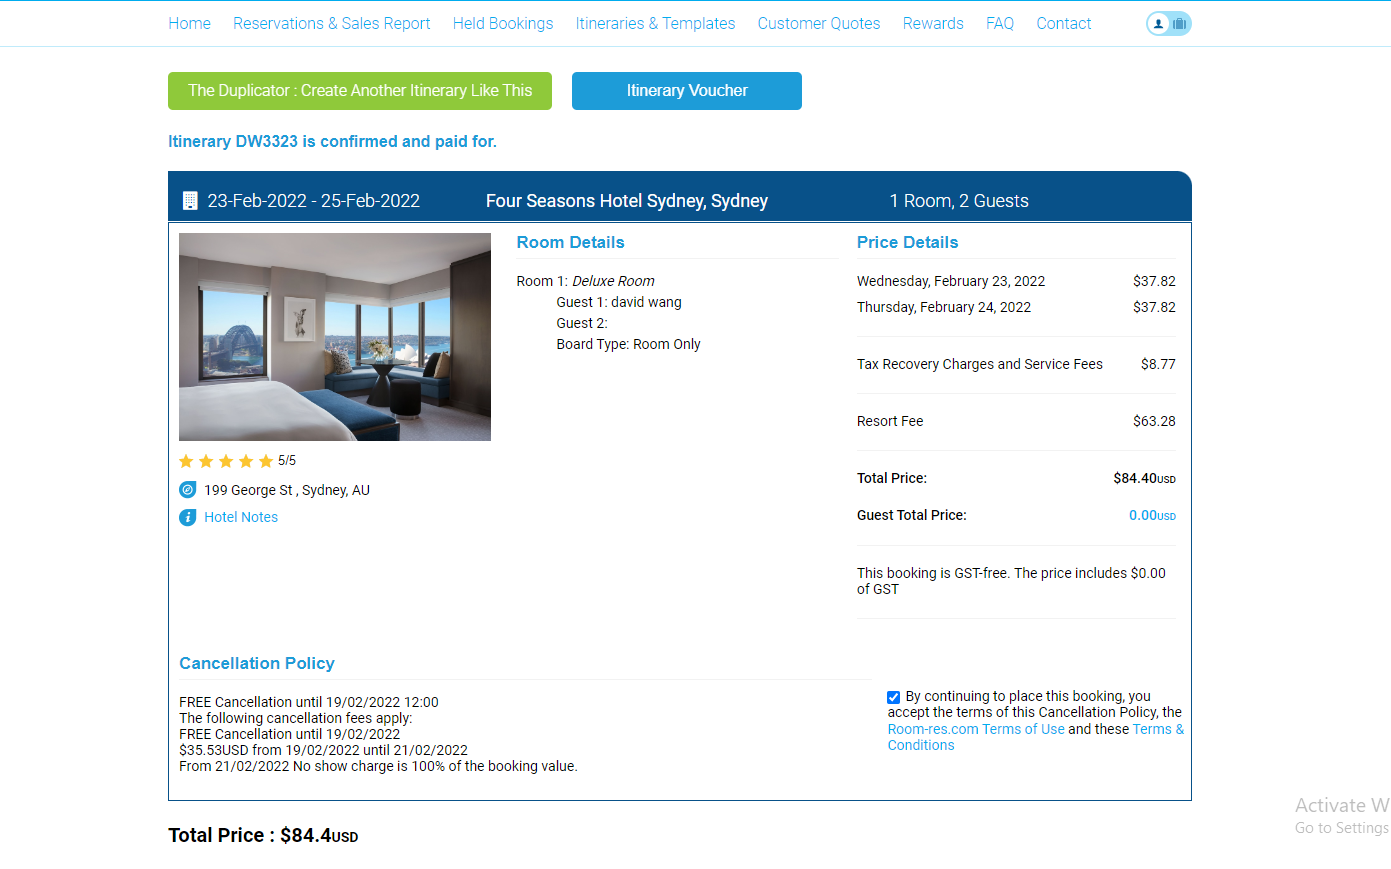 Home Reservations & Sales Report Held Bookings Itineraries & Templates Customer Quotes Rewards FAQ Contact
The Duplicator : Create Another Itinerary Like This Itinerary Voucher
Itinerary DW3323 is confirmed and paid for.
23-Feb-2022 - 25-Feb-2022 Four Seasons Hotel Sydney, Sydney 1 Room, 2 Guests
Room Details
Room 1: Deluxe Room
Guest 1: david wang
Guest 2:
Board Type: Room Only
Price Details
Wednesday, February 23, 2022 $37.82
Thursday, February 24, 2022 $37.82
Tax Recovery Charges and Service Fees $8.77
Resort Fee $63.28
Total Price: $84.40USD
Guest Total Price: 0.00USD
This booking is GST-free. The price includes $0.00
of GST
5/5
199 George St , Sydney, AU
Hotel Notes
Cancellation Policy
FREE Cancellation until 19/02/2022 12:00
The following cancellation fees apply:
FREE Cancellation until 19/02/2022
$35.53USD from 19/02/2022 until 21/02/2022
From 21/02/2022 No show charge is 100% of the booking value.
By continuing to place this booking, you
accept the terms of this Cancellation Policy, the
Room-res.com Terms of Use and these Terms &
Conditions
Total Price : $84.4USD
Activate W
Go to Settings